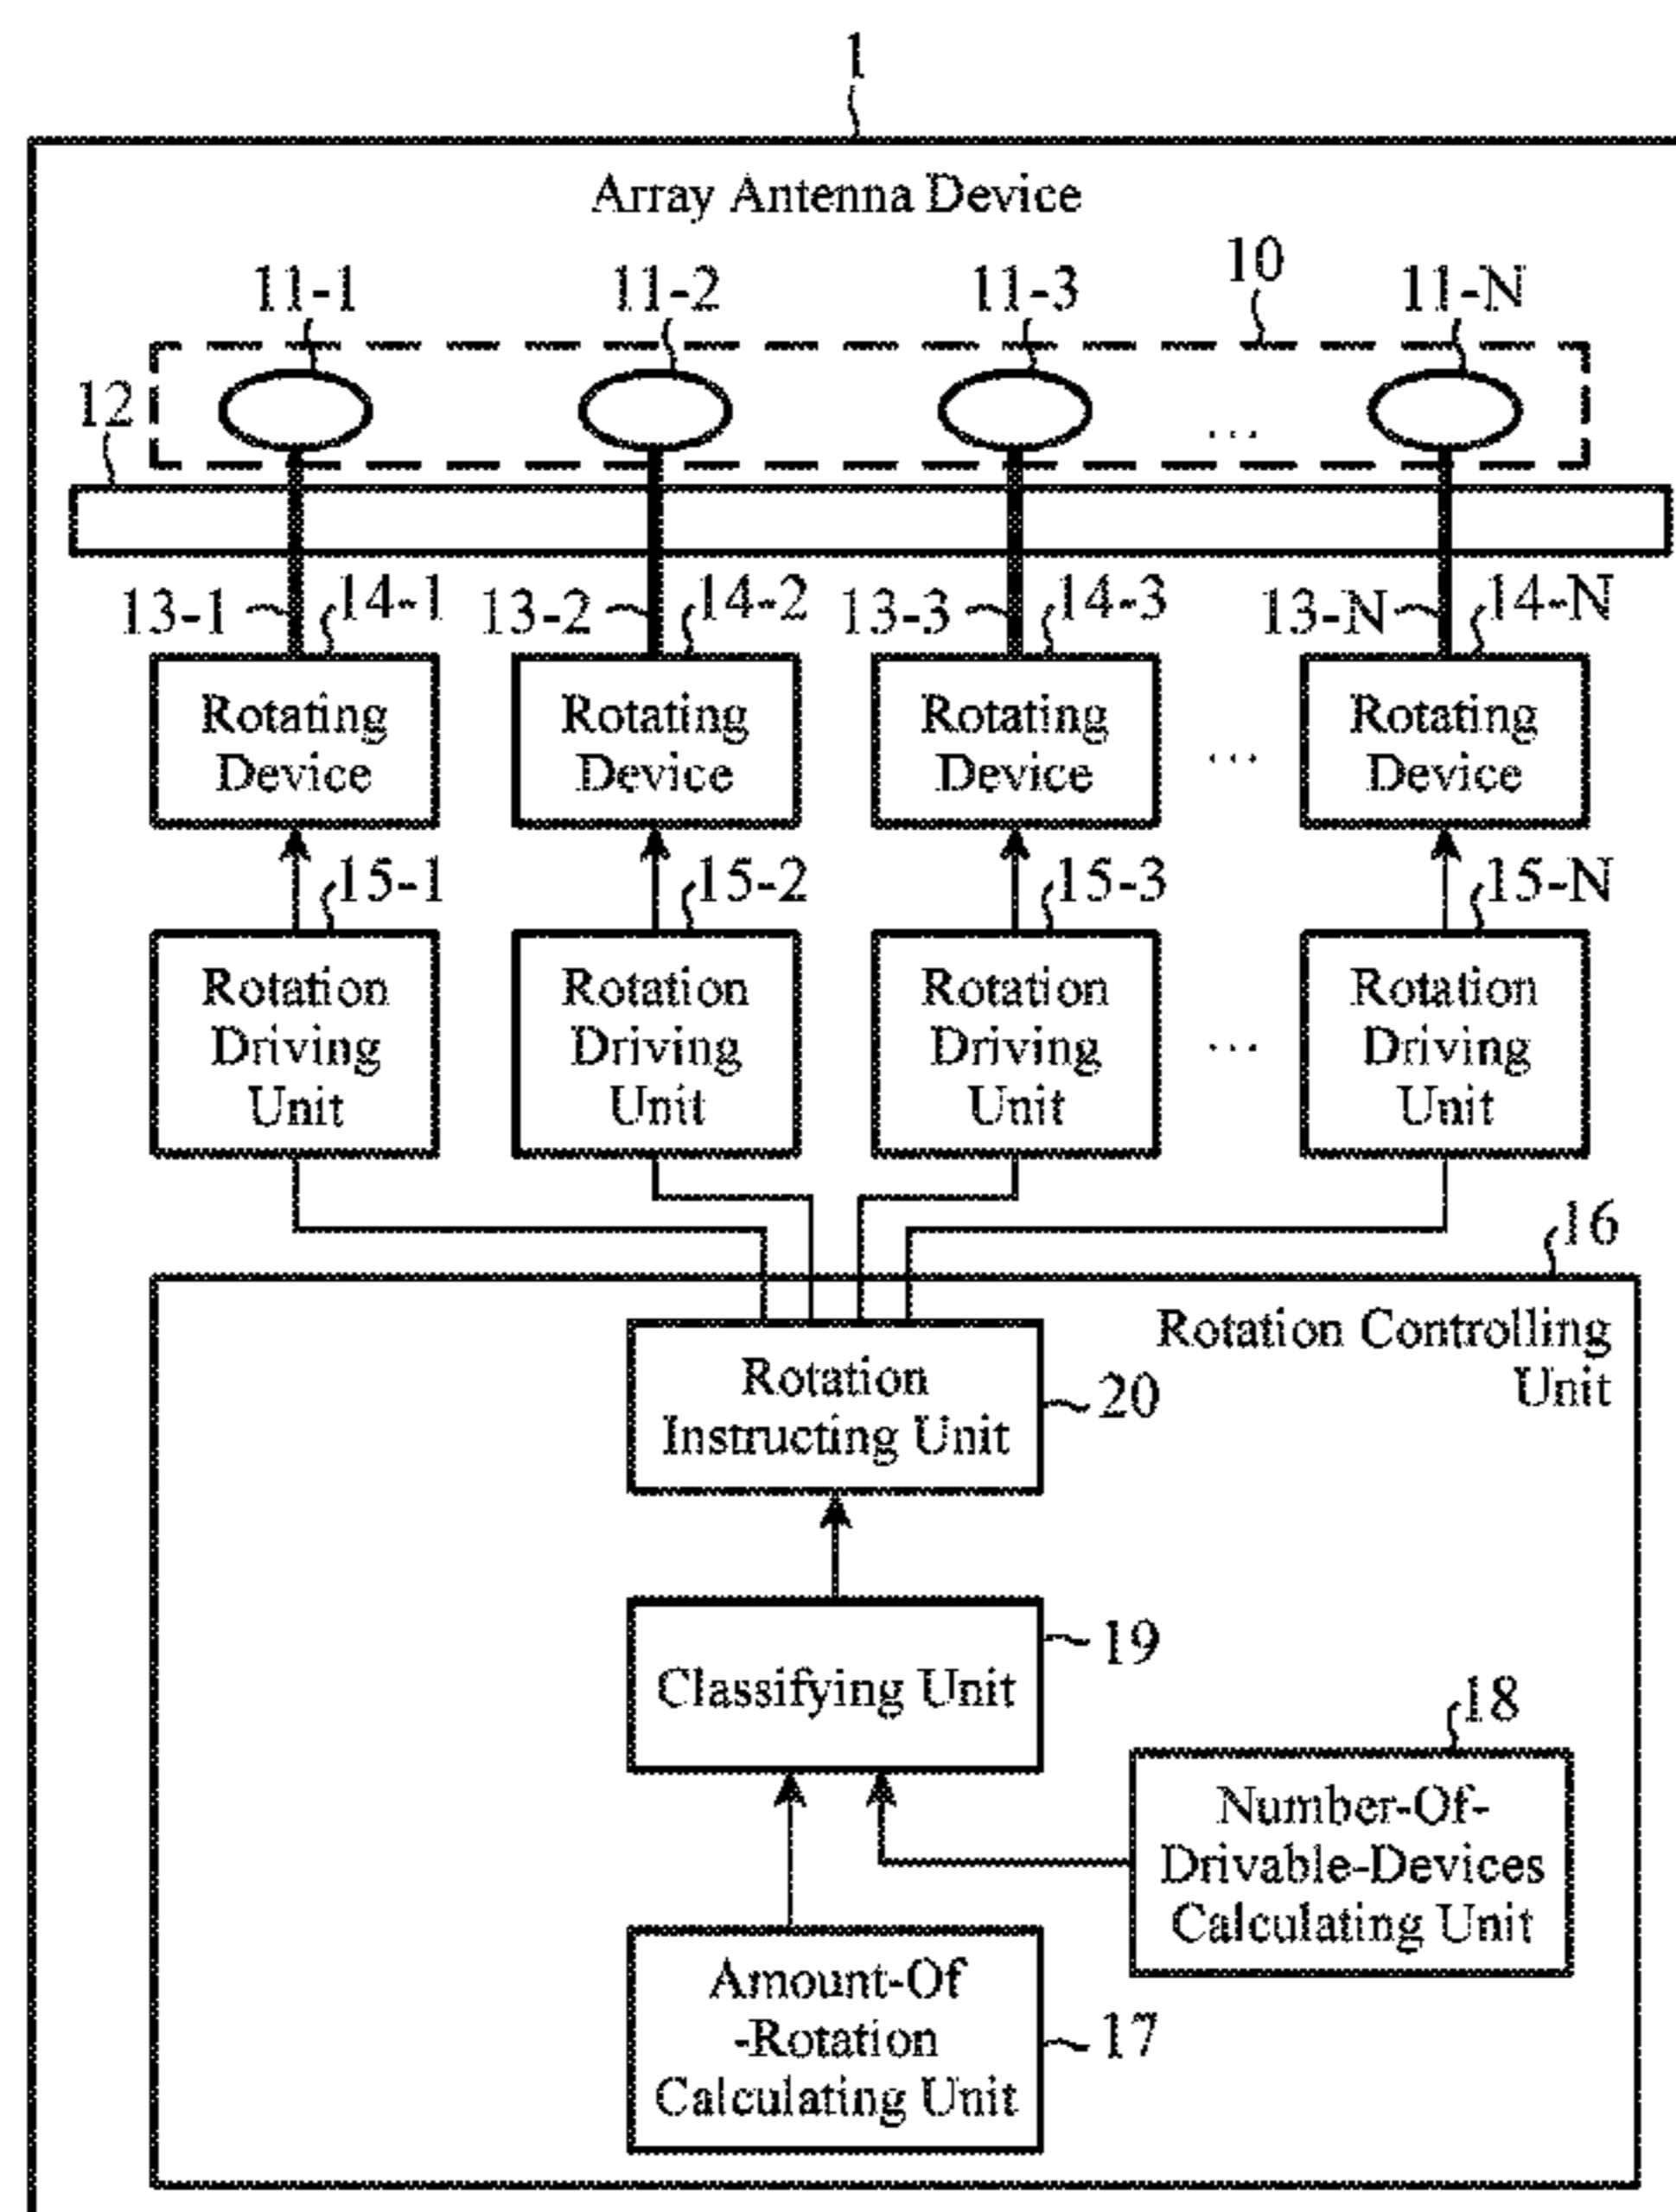 1
Array Antenna Device
11-1 11-2 11-3 10 11-N
12
...
13-1 14-1 13-2 14-2 13-3 14-3 13-N 14-N
Rotating Device
Rotating Device
Rotating Device
...
Rotating Device
15-1 15-2 15-3 15-N
Rotation Driving Unit
Rotation Driving Unit
Rotation Driving Unit
...
Rotation Driving Unit
16
Rotation Controlling
Unit
Rotation
Instructing Unit
20
Classifying Unit
19
18
Number-Of-
Drivable-Devices
Calculating Unit
Amount-Of
-Rotation
Calculating Unit
17